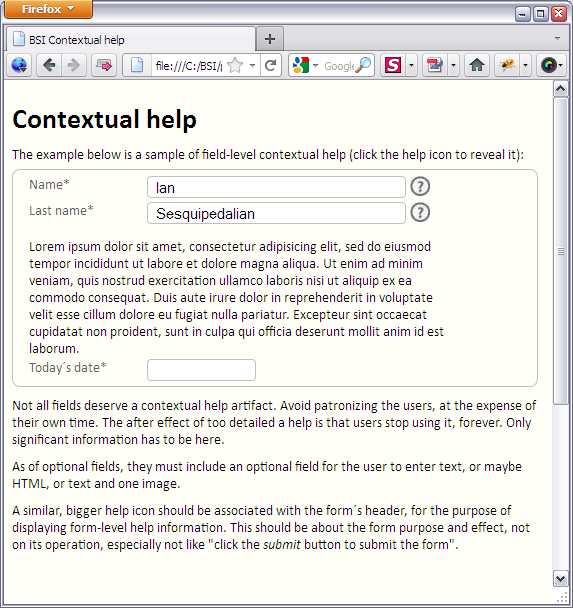 Firefox
BSI Contextual help
file:///C:/BSI/
Google
Contextual help
The example below is a sample of field-level contextual help (click the help icon to reveal it):
Name* Ian ?
Last name* Sesquipedalian ?
Lorem ipsum dolor sit amet, consectetur adipisicing elit, sed do eiusmod
tempor incididunt ut labore et dolore magna aliqua. Ut enim ad minim
veniam, quis nostrud exercitation ullamco laboris nisi ut aliquip ex ea
commodo consequat. Duis aute irure dolor in reprehenderit in voluptate
velit esse cillum dolore eu fugiat nulla pariatur. Excepteur sint occaecat
cupidatat non proident, sunt in culpa qui officia deserunt mollit anim id est
laborum.
Today´s date*
Not all fields deserve a contextual help artifact. Avoid patronizing the users, at the expense of
their own time. The after effect of too detailed a help is that users stop using it, forever. Only
significant information has to be here.
As of optional fields, they must include an optional field for the user to enter text, or maybe
HTML, or text and one image.
A similar, bigger help icon should be associated with the form´s header, for the purpose of
displaying form-level help information. This should be about the form purpose and effect, not
on its operation, especially not like "click the submit button to submit the form".